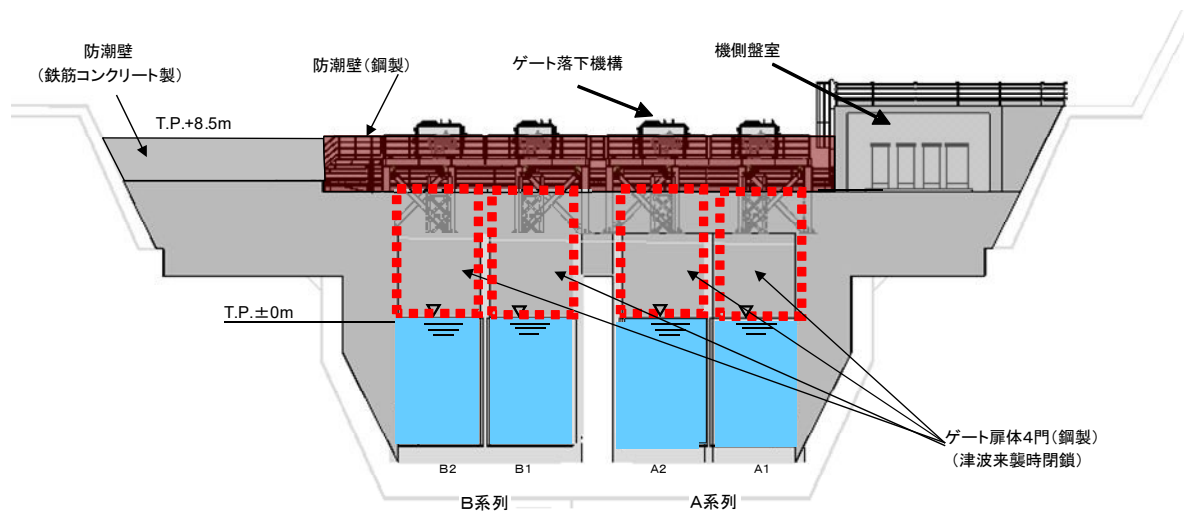 防潮壁
(鉄筋コンクリート製)
防潮壁(鋼製)
ゲート落下機構
機側盤室
T.P.+8.5m
T.P.±0m
ゲート扉体4門(鋼製)
(津波来襲時閉鎖)
B2
B1
A2
A1
B系列
A系列